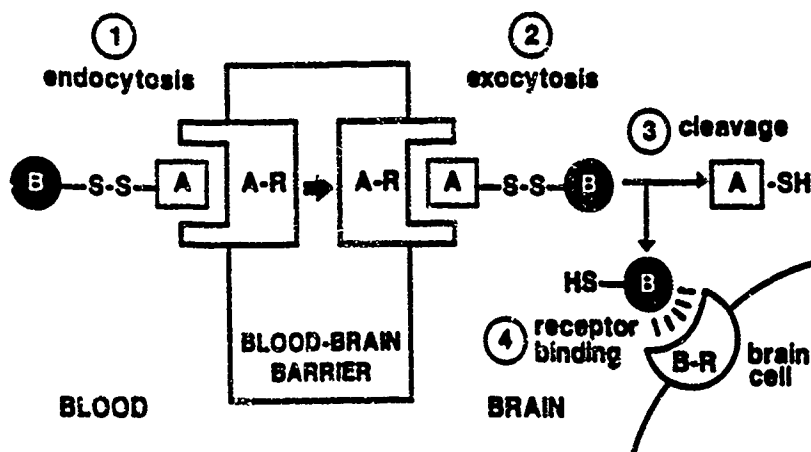 1
endocytosis
2
exocytosis
3 cleavage
B -S-S- A A-R A-R A -S-S- B A -SH
HS- B
4 receptor
binding
B-R
brain
cell
BLOOD-BRAIN
BARRIER
BLOOD
BRAIN